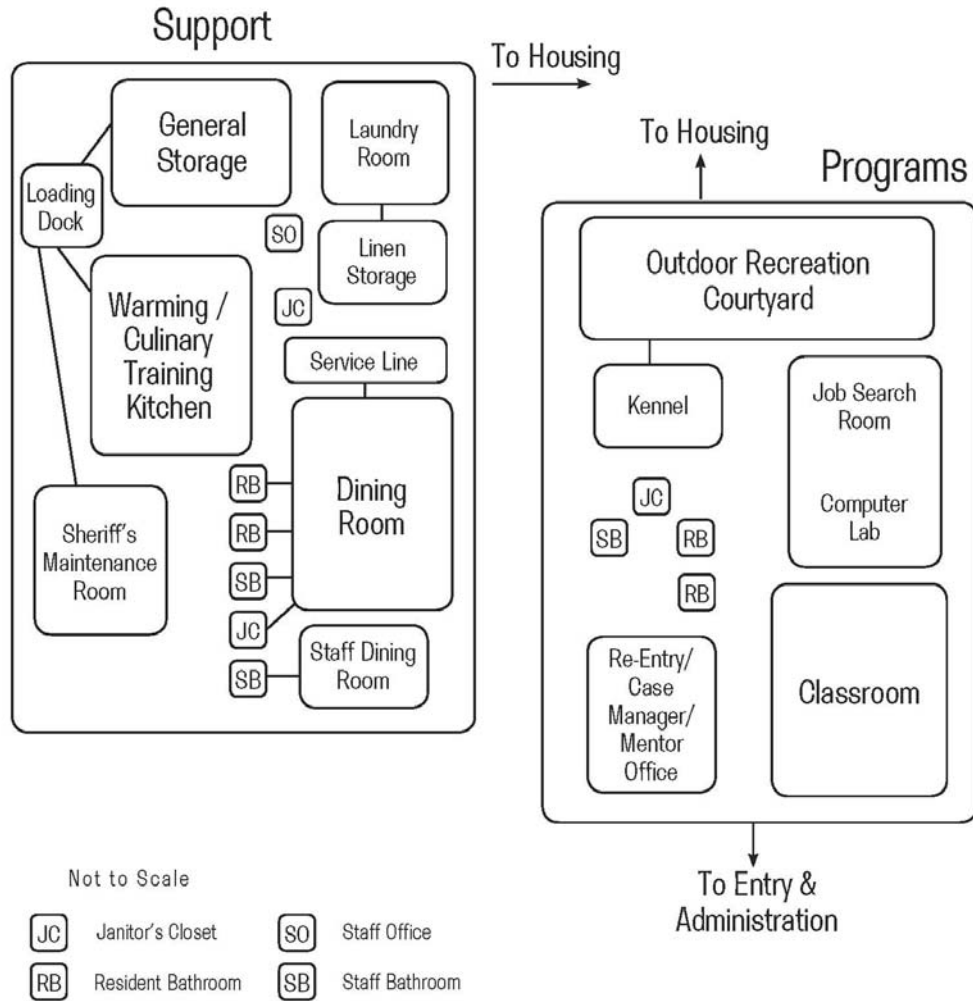 Support
General
Storage
Laundry
Room
Loading
Dock
SO
Linen
Storage
Warming /
Culinary
Training
Kitchen
JC
Service Line
Dining
Room
RB
RB
SB
JC
SB
Sheriff's
Maintenance
Room
Staff Dining
Room
To Housing
To Housing
Programs
Outdoor Recreation
Courtyard
Kennel
Job Search
Room
Computer
Lab
JC
SB
RB
RB
Re-Entry/
Case
Manager/
Mentor
Office
Classroom
To Entry &
Administration
Not to Scale
JC Janitor's Closet
SO Staff Office
RB Resident Bathroom
SB Staff Bathroom